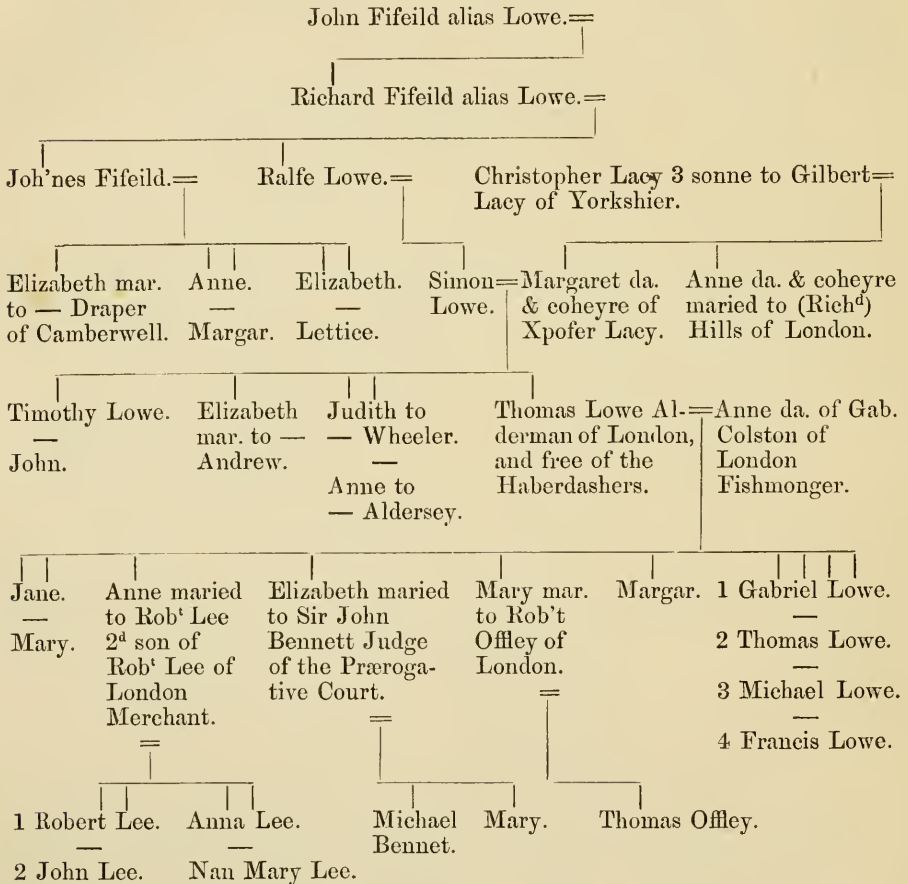 John Fifeild alias Lowe.=
Richard Fifeild alias Lowe.=
Joh'nes Fifeild.=
Ralfe Lowe.=
Christopher Lacy 3 sonne to Gilbert=
Lacy of Yorkshier.
Elizabeth mar.
to — Draper
of Camberwell.
Anne.
—
Margar.
Elizabeth.
—
Lettice.
Simon=
Lowe.
Margaret da.
& coheyre of
Xpofer Lacy.
Anne da. & coheyre
maried to (Richᵈ)
Hills of London.
Timothy Lowe.
—
John.
Elizabeth
mar. to —
Andrew.
Judith to
— Wheeler.
—
Anne to
— Aldersey.
Thomas Lowe Al-=
derman of London,
and free of the
Haberdashers.
Anne da. of Gab.
Colston of
London
Fishmonger.
Jane.
—
Mary.
Anne maried
to Robᵗ Lee
2ᵈ son of
Robᵗ Lee of
London
Merchant.
=
Elizabeth maried
to Sir John
Bennett Judge
of the Præroga-
tive Court.
=
Mary mar.
to Rob't
Offley of
London.
=
Margar.
1 Gabriel Lowe.
—
2 Thomas Lowe.
—
3 Michael Lowe.
—
4 Francis Lowe.
1 Robert Lee.
—
2 John Lee.
Anna Lee.
—
Nan Mary Lee.
Michael
Bennet.
Mary.
Thomas Offley.